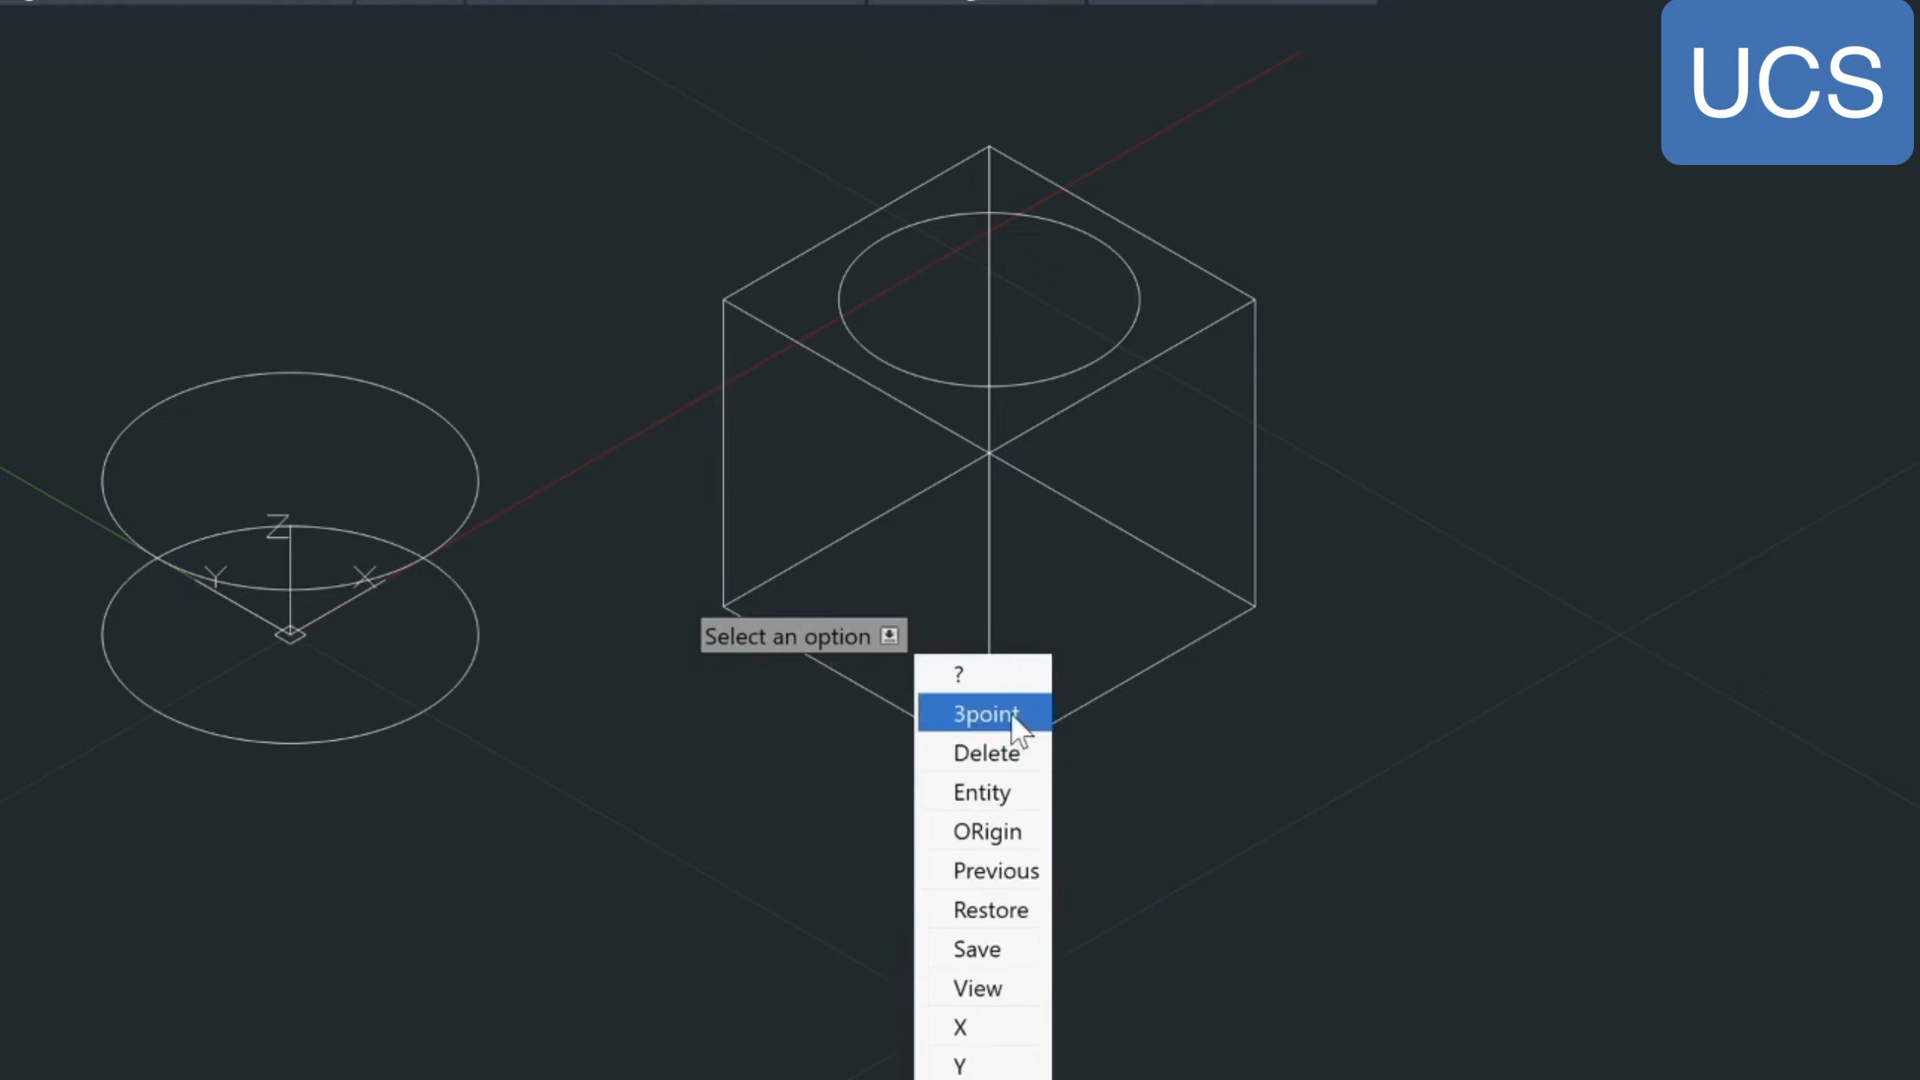 UCS
Z
Y
X
Select an option
?
3point
Delete
Entity
ORigin
Previous
Restore
Save
View
X
Y